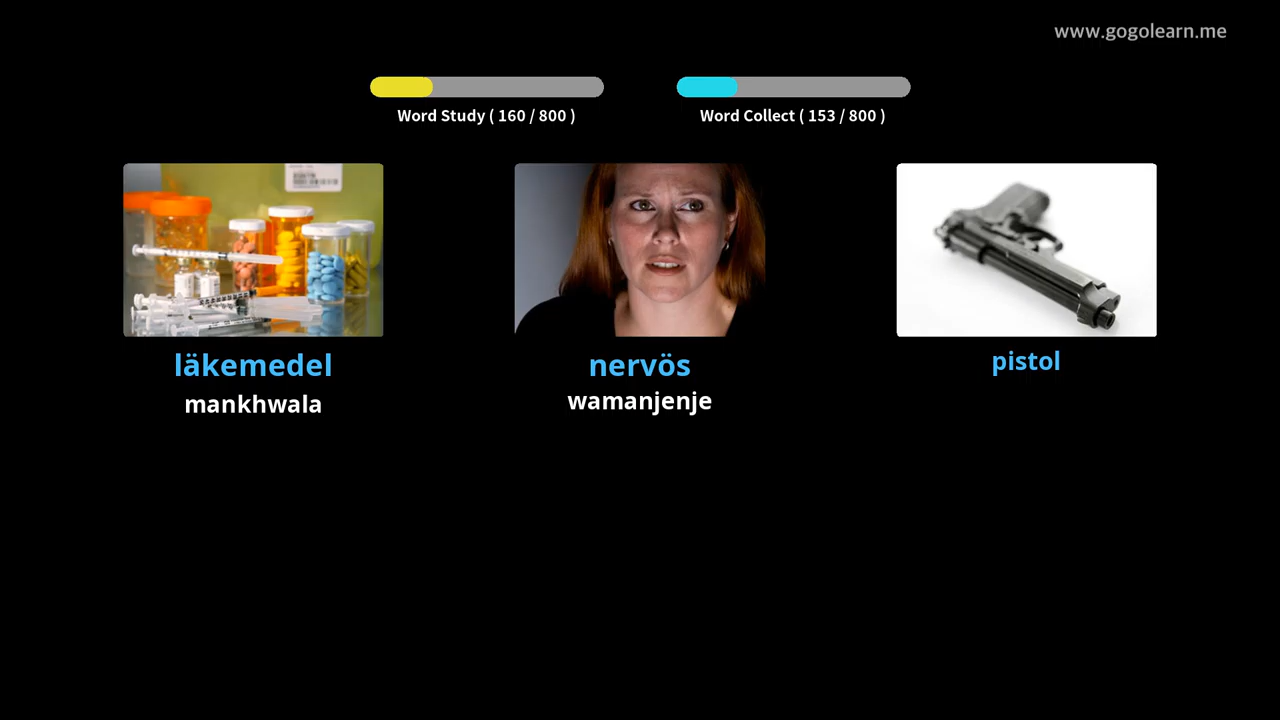 www.gogolearn.me
Word Study ( 160 / 800 )
Word Collect ( 153 / 800 )
läkemedel
mankhwala
nervös
wamanjenje
pistol